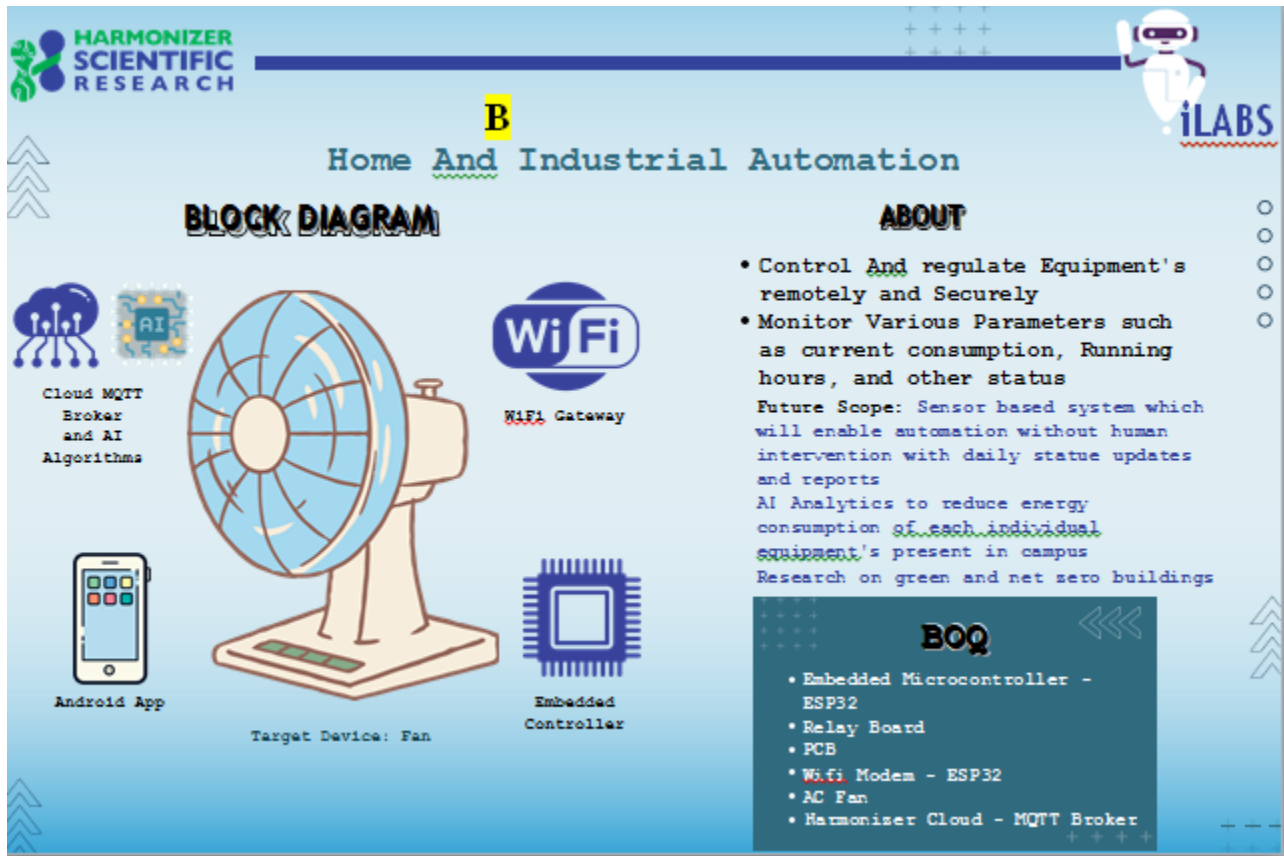 HARMONIZER
SCIENTIFIC
RESEARCH
iLABS
B
Home And Industrial Automation
BLOCK DIAGRAM
AI
Cloud MQTT
Broker
and AI
Algorithms
WiFi
WiFi Gateway
Android App
Embedded
Controller
Target Device: Fan
ABOUT
• Control And regulate Equipment's
remotely and Securely
• Monitor Various Parameters such
as current consumption, Running
hours, and other status
Future Scope: Sensor based system which
will enable automation without human
intervention with daily statue updates
and reports
AI Analytics to reduce energy
consumption of each individual
equipment's present in campus
Research on green and net zero buildings
BOQ
• Embedded Microcontroller -
ESP32
• Relay Board
• PCB
• Wifi Modem - ESP32
• AC Fan
• Harmonizer Cloud - MQTT Broker